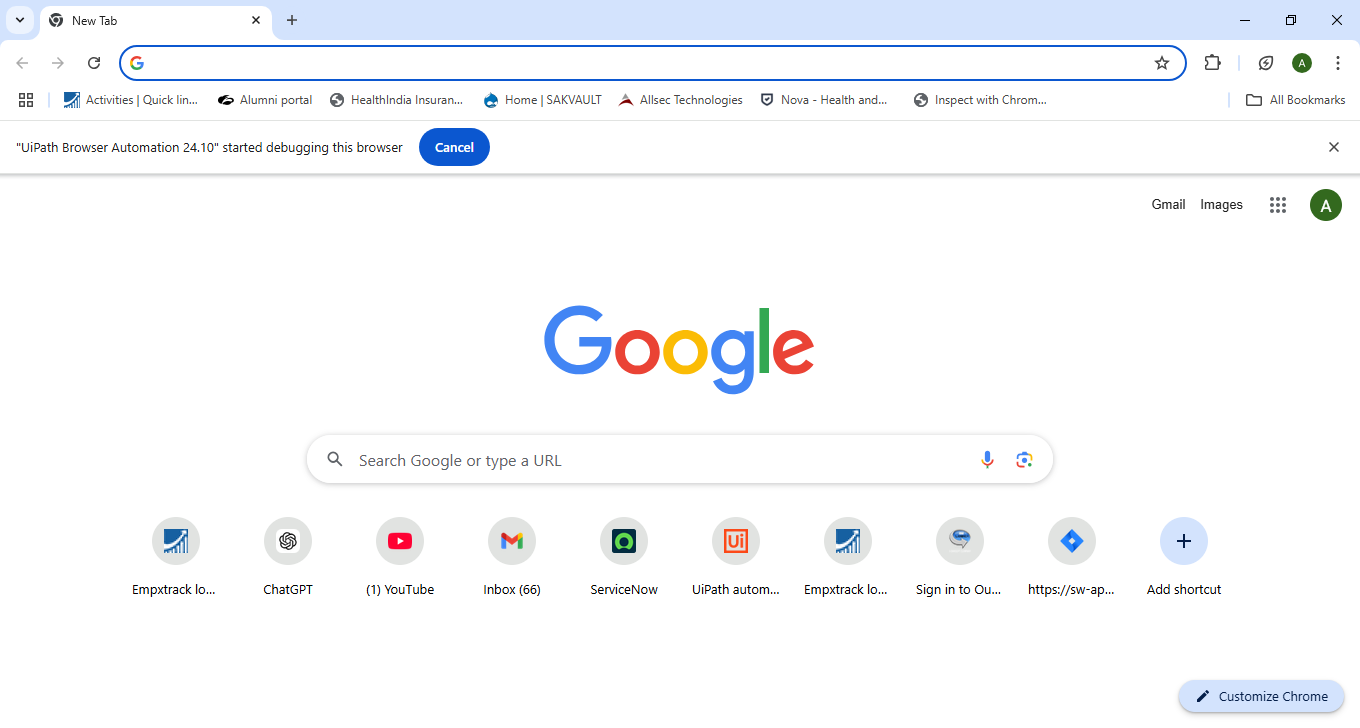 New Tab
Activities | Quick lin...
Alumni portal
HealthIndia Insuran...
Home | SAKVAULT
Allsec Technologies
Nova - Health and...
Inspect with Chrom...
All Bookmarks
"UiPath Browser Automation 24.10" started debugging this browser
Cancel
Gmail
Images
A
A
Google
Search Google or type a URL
Empxtrack lo...
ChatGPT
(1) YouTube
Inbox (66)
ServiceNow
Ui
UiPath autom...
Empxtrack lo...
Sign in to Ou...
https://sw-ap...
Add shortcut
Customize Chrome